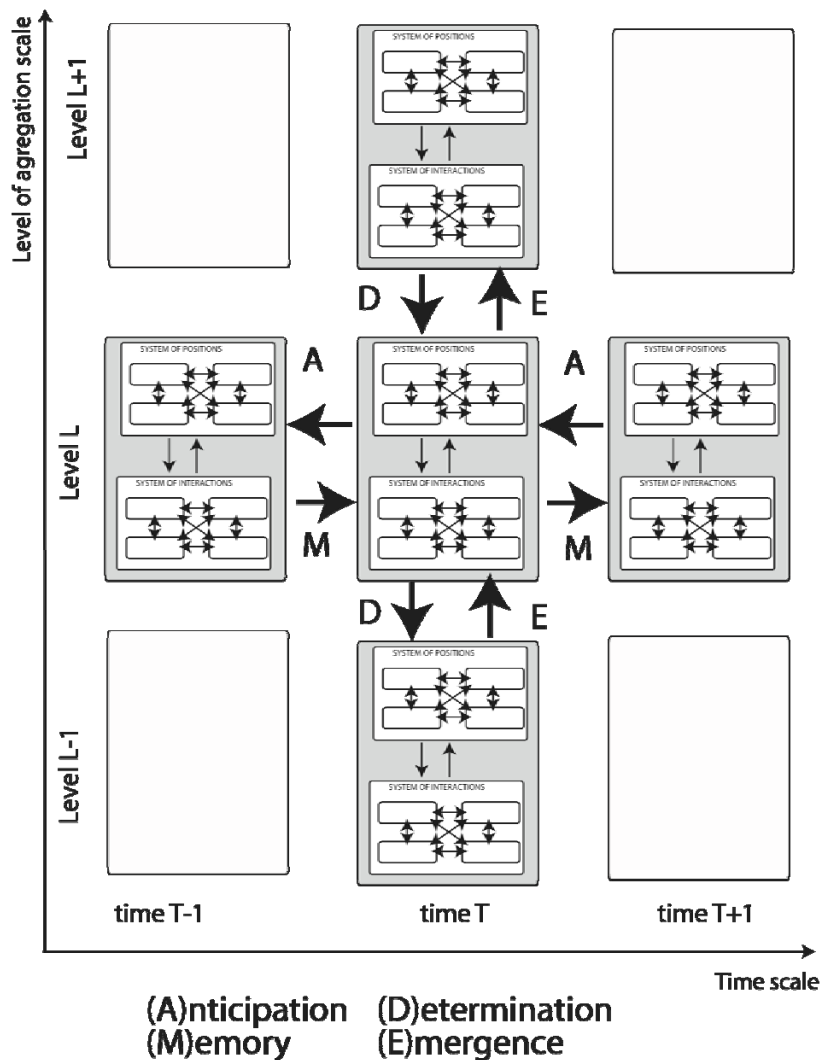 Level of agregation scale
Level L+1
SYSTEM OF POSITIONS
SYSTEM OF INTERACTIONS
D
E
Level L
SYSTEM OF POSITIONS
SYSTEM OF INTERACTIONS
A
M
SYSTEM OF POSITIONS
SYSTEM OF INTERACTIONS
A
M
SYSTEM OF POSITIONS
SYSTEM OF INTERACTIONS
D
E
Level L-1
SYSTEM OF POSITIONS
SYSTEM OF INTERACTIONS
time T-1
time T
time T+1
Time scale
(A)nticipation (D)etermination
(M)emory (E)mergence